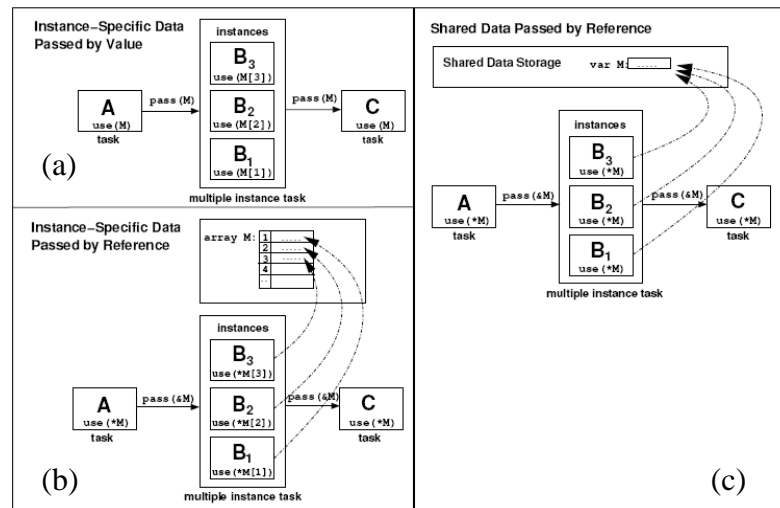 Instance-Specific Data
Passed by Value
instances
B3
use(M[3])
A
use(M)
task
pass(M)
B2
use(M[2])
pass(M)
C
use(M)
task
B1
use(M[1])
multiple instance task
(a)
Instance-Specific Data
Passed by Reference
array M:
1 .....
2 .....
3 .....
4
..
instances
B3
use(*M[3])
A
use(*M)
task
pass(&M)
B2
use(*M[2])
pass(&M)
C
use(*M)
task
B1
use(*M[1])
multiple instance task
(b)
Shared Data Passed by Reference
Shared Data Storage
var M: .....
instances
B3
use(*M)
A
use(*M)
task
pass(&M)
B2
use(*M)
pass(&M)
C
use(*M)
task
B1
use(*M)
multiple instance task
(c)